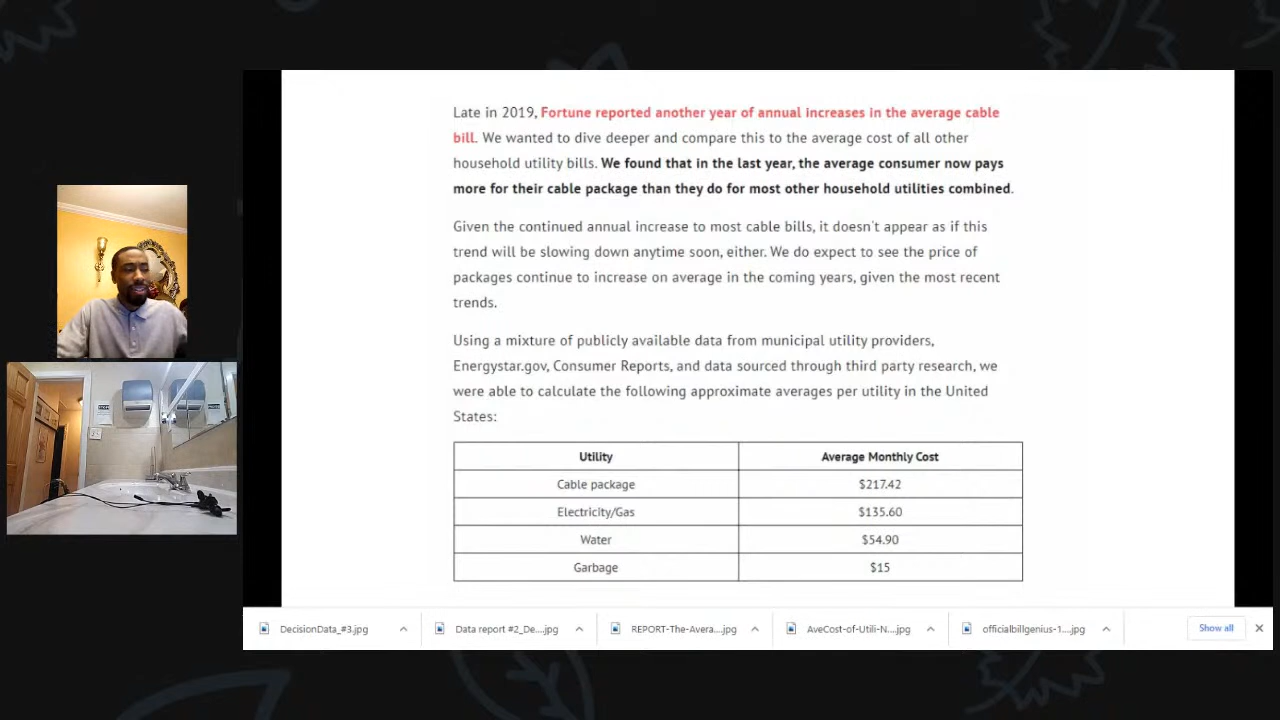 Late in 2019, Fortune reported another year of annual increases in the average cable
bill. We wanted to dive deeper and compare this to the average cost of all other
household utility bills. We found that in the last year, the average consumer now pays
more for their cable package than they do for most other household utilities combined.
Given the continued annual increase to most cable bills, it doesn't appear as if this
trend will be slowing down anytime soon, either. We do expect to see the price of
packages continue to increase on average in the coming years, given the most recent
trends.
Using a mixture of publicly available data from municipal utility providers,
Energystar.gov, Consumer Reports, and data sourced through third party research, we
were able to calculate the following approximate averages per utility in the United
States:
Utility Average Monthly Cost
Cable package $217.42
Electricity/Gas $135.60
Water $54.90
Garbage $15
DecisionData_#3.jpg Data report #2_De....jpg REPORT-The-Avera....jpg AveCost-of-Utili-N....jpg officialbillgenius-1....jpg Show all